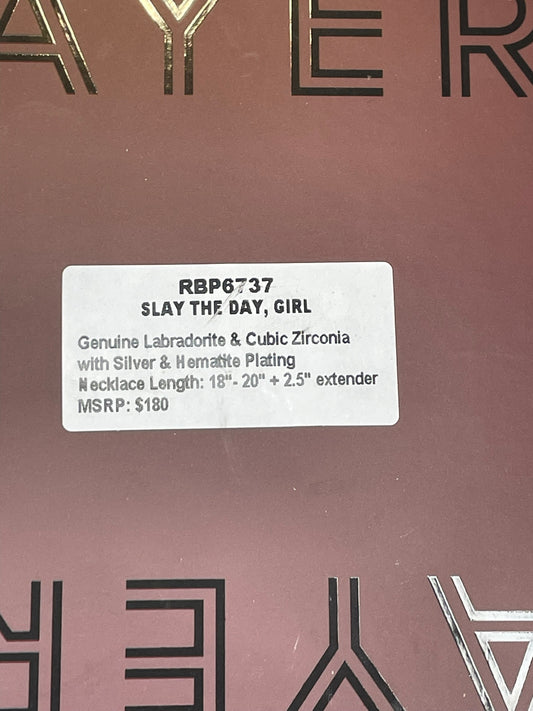 AYER
RBP6737
SLAY THE DAY, GIRL
Genuine Labradorite & Cubic Zirconia
with Silver & Hematite Plating
Necklace Length: 18"- 20" + 2.5" extender
MSRP: $180
AYER